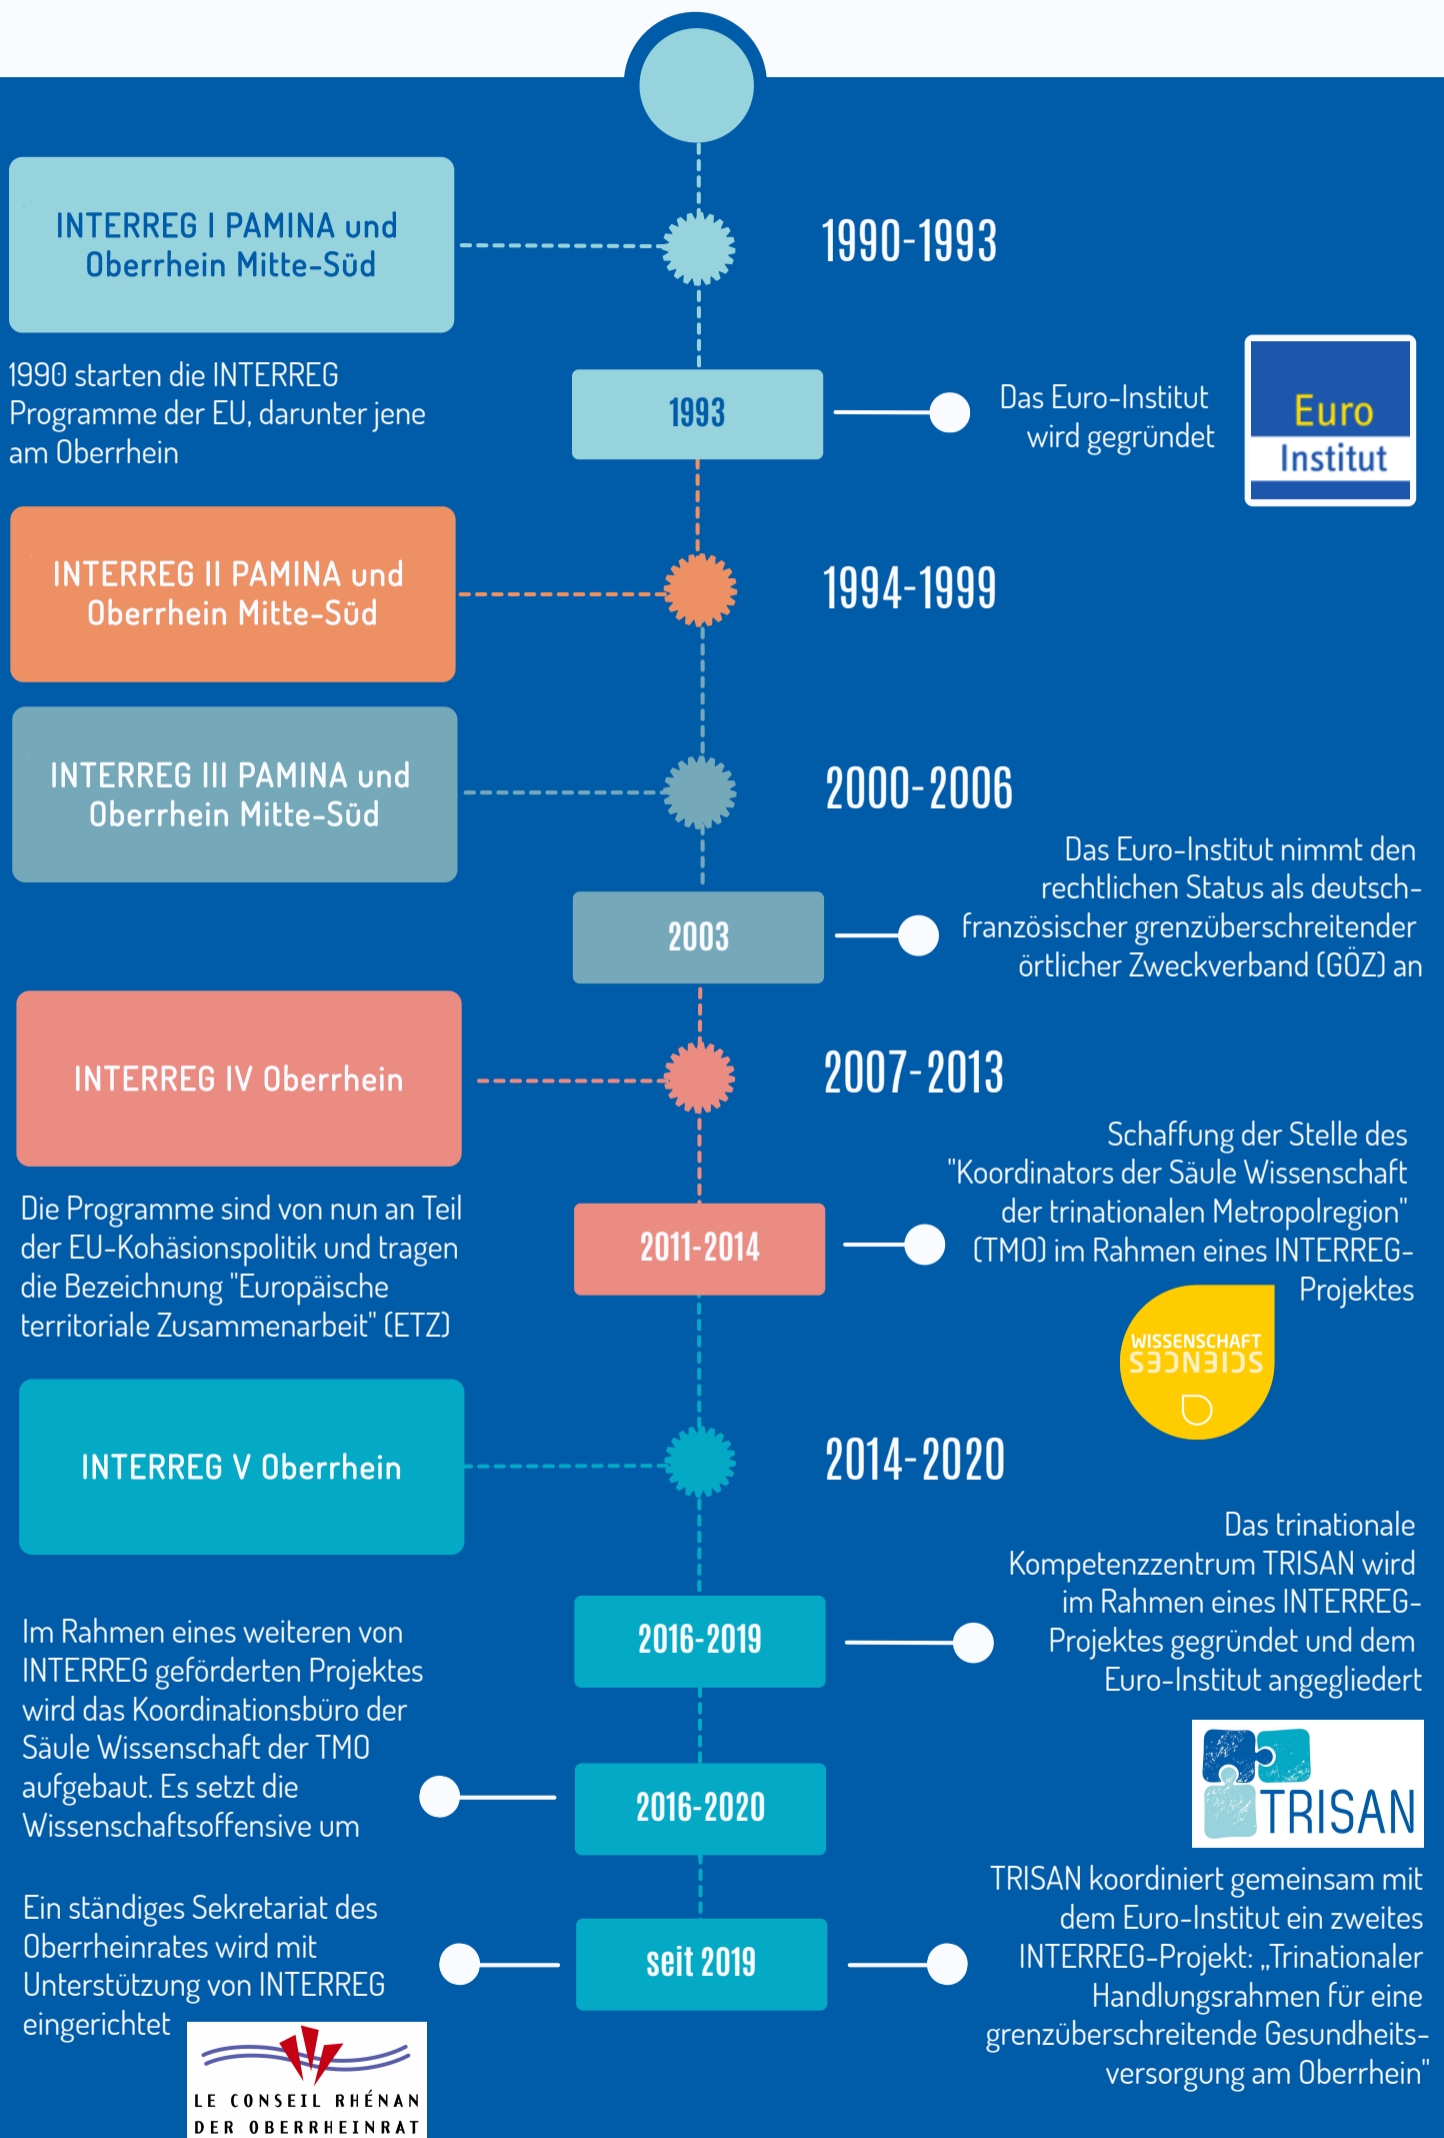 INTERREG I PAMINA und
Oberrhein Mitte-Süd
1990-1993
1990 starten die INTERREG
Programme der EU, darunter jene
am Oberrhein
1993
Das Euro-Institut
wird gegründet
Euro
Institut
INTERREG II PAMINA und
Oberrhein Mitte-Süd
1994-1999
INTERREG III PAMINA und
Oberrhein Mitte-Süd
2000-2006
2003
Das Euro-Institut nimmt den
rechtlichen Status als deutsch-
französischer grenzüberschreitender
örtlicher Zweckverband (GÖZ) an
INTERREG IV Oberrhein
2007-2013
Die Programme sind von nun an Teil
der EU-Kohäsionspolitik und tragen
die Bezeichnung "Europäische
territoriale Zusammenarbeit" (ETZ)
2011-2014
Schaffung der Stelle des
"Koordinators der Säule Wissenschaft
der trinationalen Metropolregion"
(TMO) im Rahmen eines INTERREG-
Projektes
WISSENSCHAFT
SCIENCES
INTERREG V Oberrhein
2014-2020
2016-2019
Das trinationale
Kompetenzzentrum TRISAN wird
im Rahmen eines INTERREG-
Projektes gegründet und dem
Euro-Institut angegliedert
TRISAN
Im Rahmen eines weiteren von
INTERREG geförderten Projektes
wird das Koordinationsbüro der
Säule Wissenschaft der TMO
aufgebaut. Es setzt die
Wissenschaftsoffensive um
2016-2020
Ein ständiges Sekretariat des
Oberrheinrates wird mit
Unterstützung von INTERREG
eingerichtet
LE CONSEIL RHÉNAN
DER OBERRHEINRAT
seit 2019
TRISAN koordiniert gemeinsam mit
dem Euro-Institut ein zweites
INTERREG-Projekt: „Trinationaler
Handlungsrahmen für eine
grenzüberschreitende Gesundheits-
versorgung am Oberrhein"